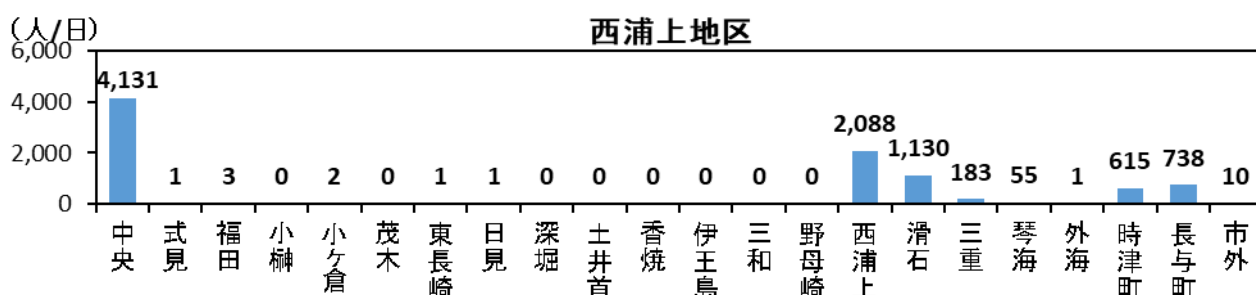 (人/日)
西浦上地区
6,000
4,000
2,000
0
4,131
1
3
0
2
0
1
1
0
0
0
0
0
0
2,088
1,130
183
55
1
615
738
10
中央
式見
福田
小榊
小ケ倉
茂木
東長崎
日見
深堀
土井首
香焼
伊王島
三和
野母崎
西浦上
滑石
三重
琴海
外海
時津町
長与町
市外